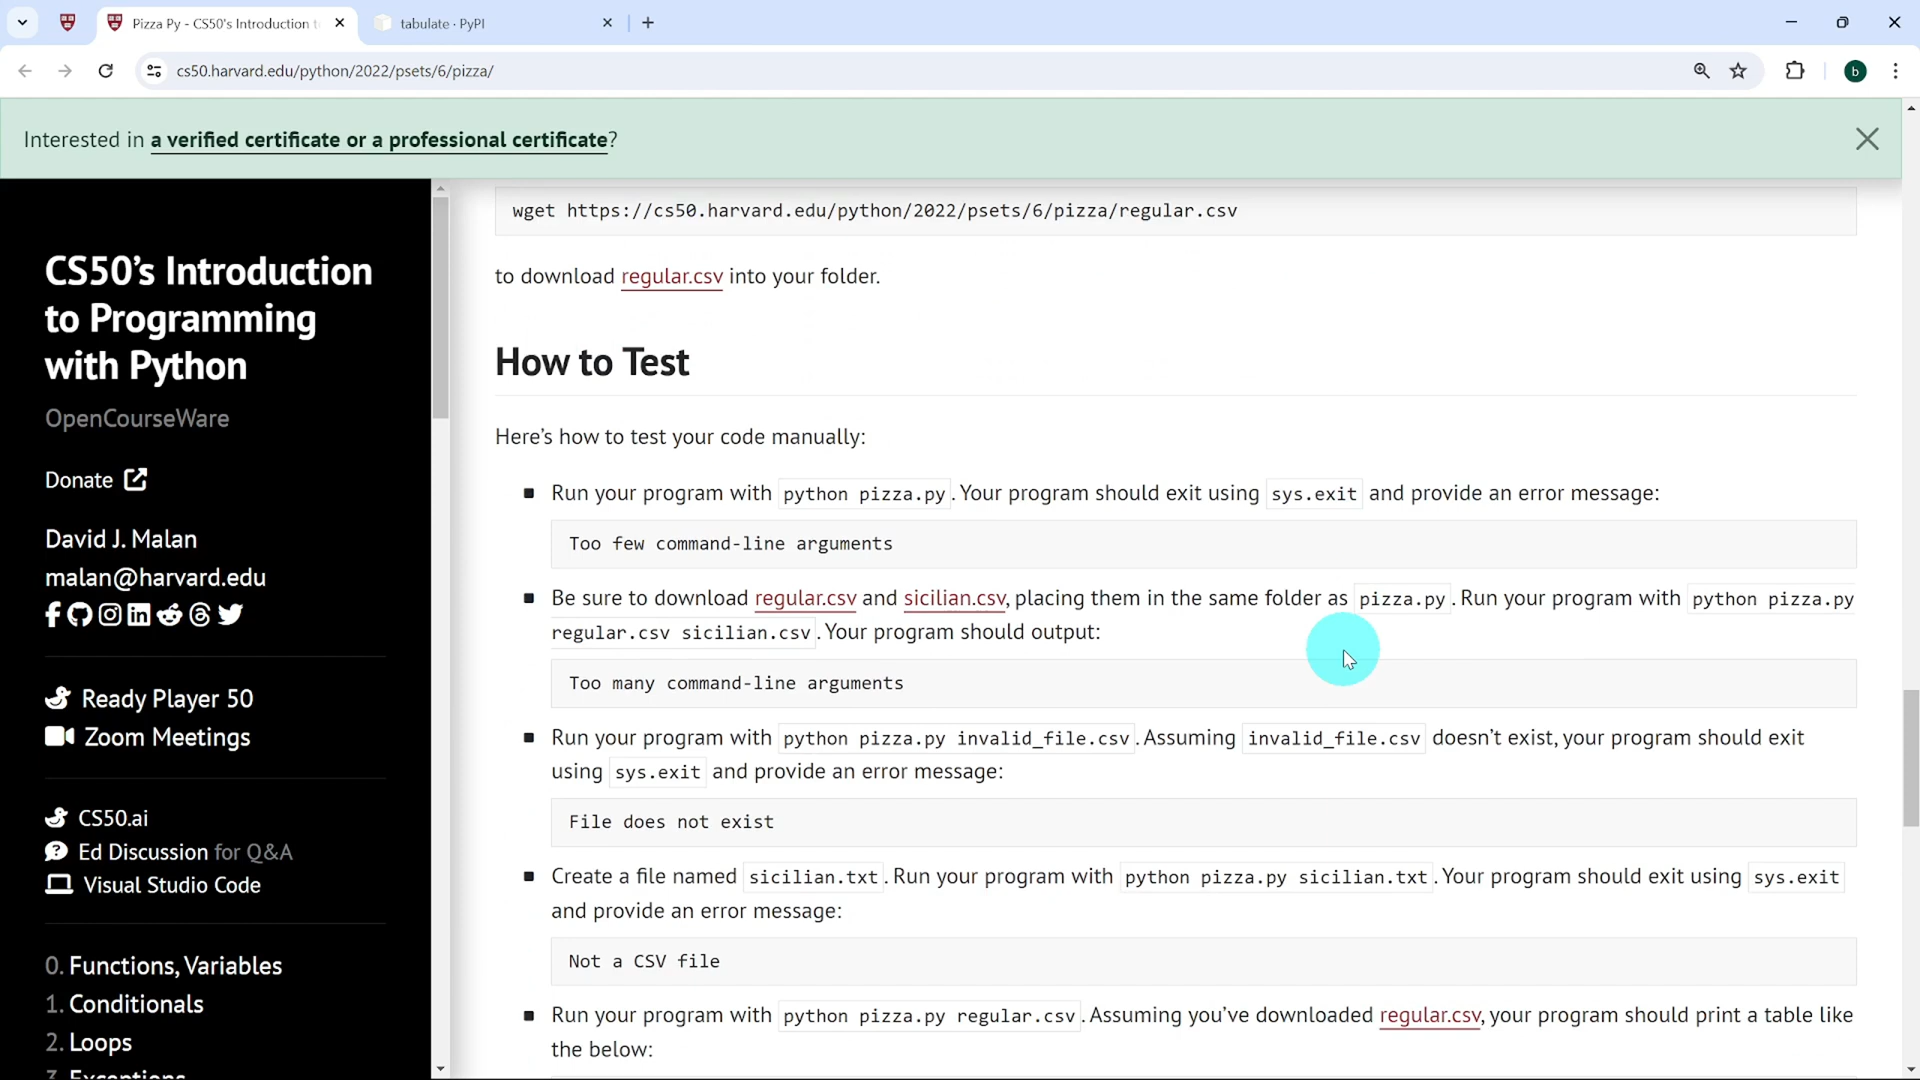 Pizza Py - CS50's Introduction t
tabulate · PyPI
cs50.harvard.edu/python/2022/psets/6/pizza/
b
Interested in a verified certificate or a professional certificate?
CS50’s Introduction
to Programming
with Python
OpenCourseWare
Donate
David J. Malan
malan@harvard.edu
Ready Player 50
Zoom Meetings
CS50.ai
Ed Discussion for Q&A
Visual Studio Code
0. Functions, Variables
1. Conditionals
2. Loops
3. Exceptions
wget https://cs50.harvard.edu/python/2022/psets/6/pizza/regular.csv
to download regular.csv into your folder.
How to Test
Here’s how to test your code manually:
Run your program with python pizza.py. Your program should exit using sys.exit and provide an error message:
Too few command-line arguments
Be sure to download regular.csv and sicilian.csv, placing them in the same folder as pizza.py. Run your program with python pizza.py
regular.csv sicilian.csv. Your program should output:
Too many command-line arguments
Run your program with python pizza.py invalid_file.csv. Assuming invalid_file.csv doesn’t exist, your program should exit
using sys.exit and provide an error message:
File does not exist
Create a file named sicilian.txt. Run your program with python pizza.py sicilian.txt. Your program should exit using sys.exit
and provide an error message:
Not a CSV file
Run your program with python pizza.py regular.csv. Assuming you’ve downloaded regular.csv, your program should print a table like
the below: